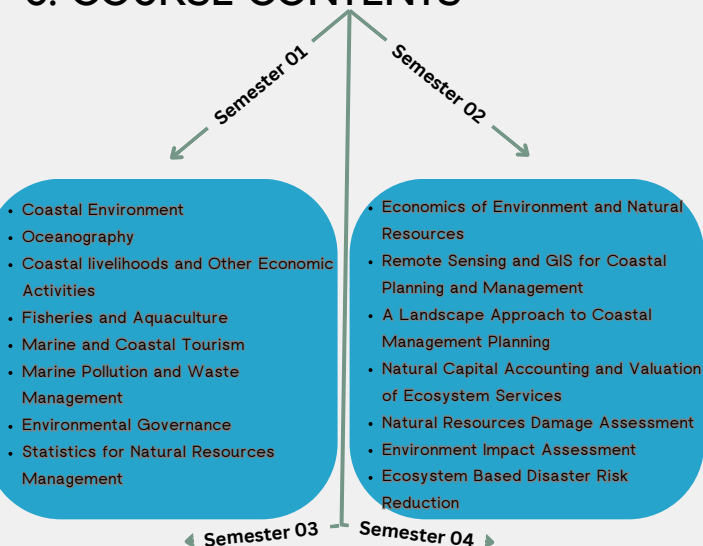 6. COURSE CONTENTS
Semester 01
Semester 02
Coastal Environment
Oceanography
Coastal livelihoods and Other Economic
Activities
Fisheries and Aquaculture
Marine and Coastal Tourism
Marine Pollution and Waste
Management
Environmental Governance
Statistics for Natural Resources
Management
Economics of Environment and Natural
Resources
Remote Sensing and GIS for Coastal
Planning and Management
A Landscape Approach to Coastal
Management Planning
Natural Capital Accounting and Valuation
of Ecosystem Services
Natural Resources Damage Assessment
Environment Impact Assessment
Ecosystem Based Disaster Risk
Reduction
Semester 03
Semester 04